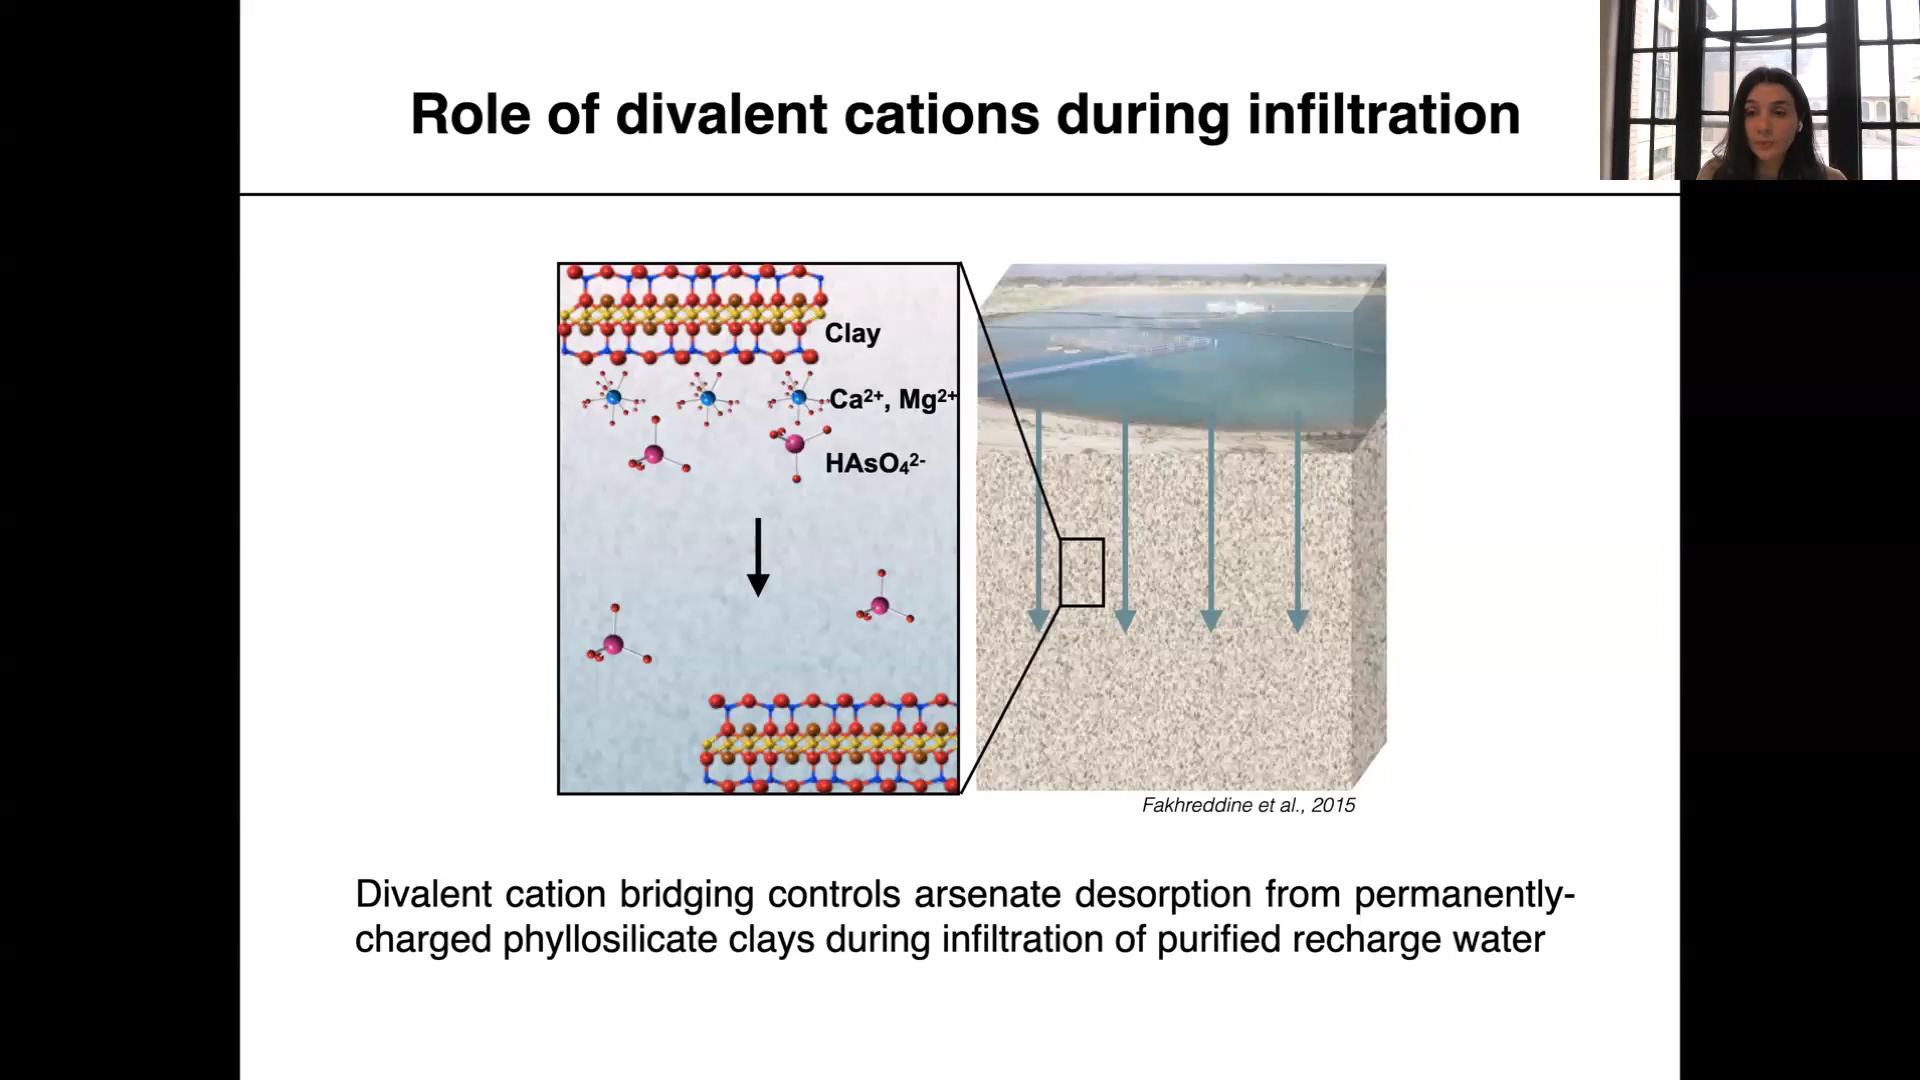 Role of divalent cations during infiltration
Clay
Ca²⁺, Mg²⁺
HAsO₄²⁻
Fakhreddine et al., 2015
Divalent cation bridging controls arsenate desorption from permanently-
charged phyllosilicate clays during infiltration of purified recharge water